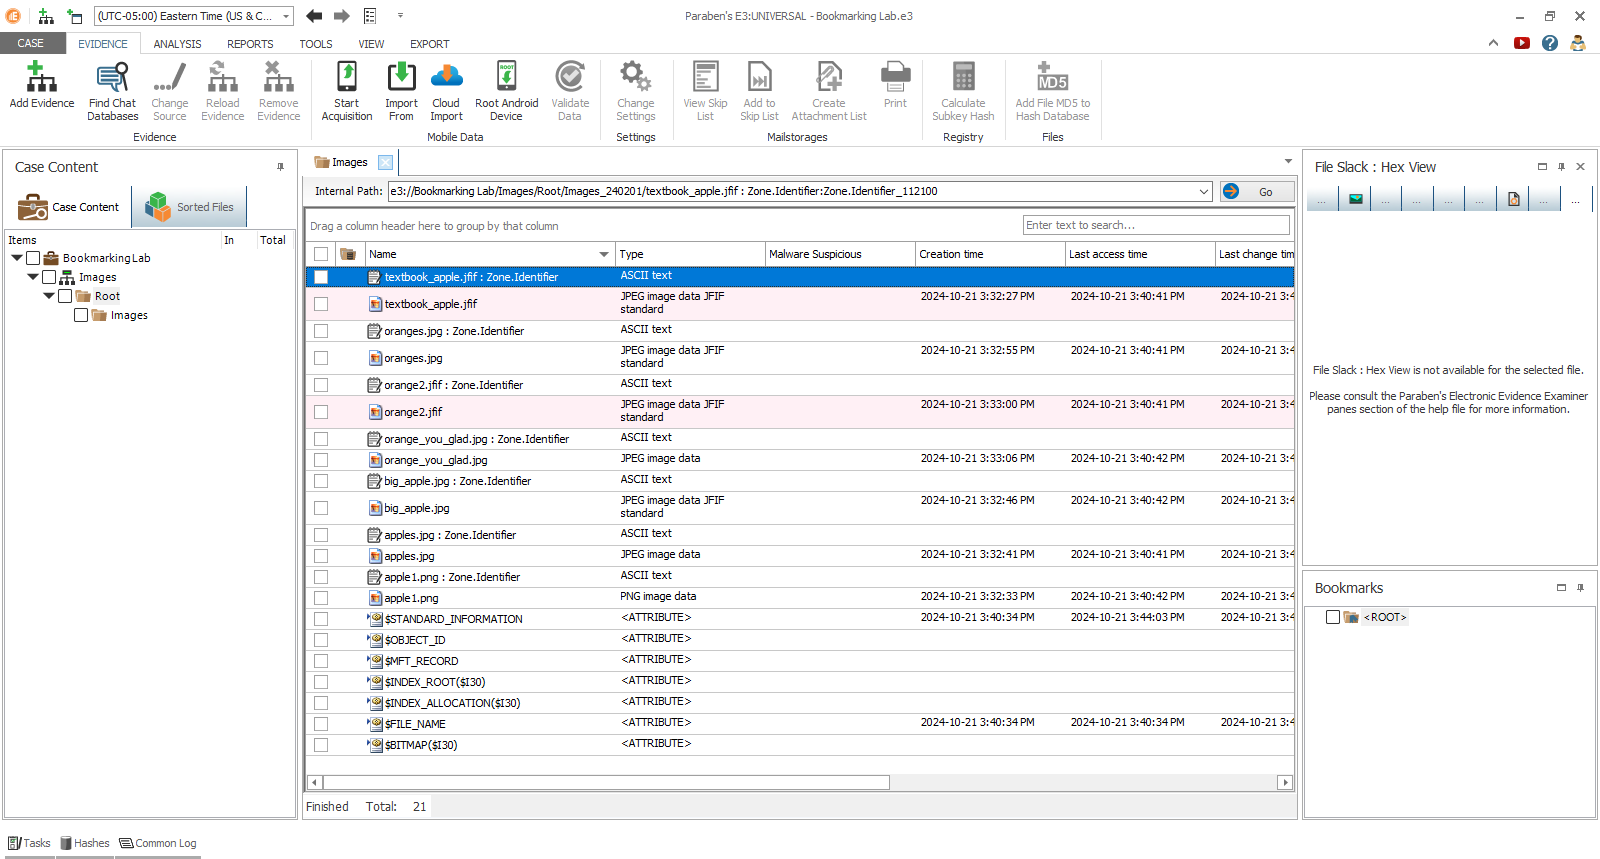 (UTC-05:00) Eastern Time (US & C...
Paraben's E3:UNIVERSAL - Bookmarking Lab.e3
CASE
EVIDENCE
ANALYSIS
REPORTS
TOOLS
VIEW
EXPORT
Add Evidence
Find Chat
Databases
Change
Source
Reload
Evidence
Remove
Evidence
Evidence
Start
Acquisition
Import
From
Cloud
Import
ROOT
Root Android
Device
Validate
Data
Mobile Data
Change
Settings
Settings
View Skip
List
Add to
Skip List
Create
Attachment List
Print
Mailstorages
Calculate
Subkey Hash
Registry
MD5
Add File MD5 to
Hash Database
Files
Case Content
Case Content
Sorted Files
Items In Total
BookmarkingLab
Images
Root
Images
Images
Internal Path: e3://Bookmarking Lab/Images/Root/Images_240201/textbook_apple.jfif : Zone.Identifier:Zone.Identifier_112100 Go
Drag a column header here to group by that column
Enter text to search...
Name Type Malware Suspicious Creation time Last access time Last change tim
textbook_apple.jfif : Zone.Identifier ASCII text
textbook_apple.jfif JPEG image data JFIF standard 2024-10-21 3:32:27 PM 2024-10-21 3:40:41 PM 2024-10-21 3:4
oranges.jpg : Zone.Identifier ASCII text
oranges.jpg JPEG image data JFIF standard 2024-10-21 3:32:55 PM 2024-10-21 3:40:41 PM 2024-10-21 3:4
orange2.jfif : Zone.Identifier ASCII text
orange2.jfif JPEG image data JFIF standard 2024-10-21 3:33:00 PM 2024-10-21 3:40:41 PM 2024-10-21 3:4
orange_you_glad.jpg : Zone.Identifier ASCII text
orange_you_glad.jpg JPEG image data 2024-10-21 3:33:06 PM 2024-10-21 3:40:42 PM 2024-10-21 3:4
big_apple.jpg : Zone.Identifier ASCII text
big_apple.jpg JPEG image data JFIF standard 2024-10-21 3:32:46 PM 2024-10-21 3:40:42 PM 2024-10-21 3:4
apples.jpg : Zone.Identifier ASCII text
apples.jpg JPEG image data 2024-10-21 3:32:41 PM 2024-10-21 3:40:41 PM 2024-10-21 3:4
apple1.png : Zone.Identifier ASCII text
apple1.png PNG image data 2024-10-21 3:32:33 PM 2024-10-21 3:40:42 PM 2024-10-21 3:4
$STANDARD_INFORMATION <ATTRIBUTE> 2024-10-21 3:40:34 PM 2024-10-21 3:44:03 PM 2024-10-21 3:4
$OBJECT_ID <ATTRIBUTE>
$MFT_RECORD <ATTRIBUTE>
$INDEX_ROOT($I30) <ATTRIBUTE>
$INDEX_ALLOCATION($I30) <ATTRIBUTE>
$FILE_NAME <ATTRIBUTE> 2024-10-21 3:40:34 PM 2024-10-21 3:40:34 PM 2024-10-21 3:4
$BITMAP($I30) <ATTRIBUTE>
Finished Total: 21
File Slack : Hex View
... ... ... ... ... ... ...
File Slack : Hex View is not available for the selected file.
Please consult the Paraben's Electronic Evidence Examiner
panes section of the help file for more information.
Bookmarks
<ROOT>
Tasks
Hashes
Common Log